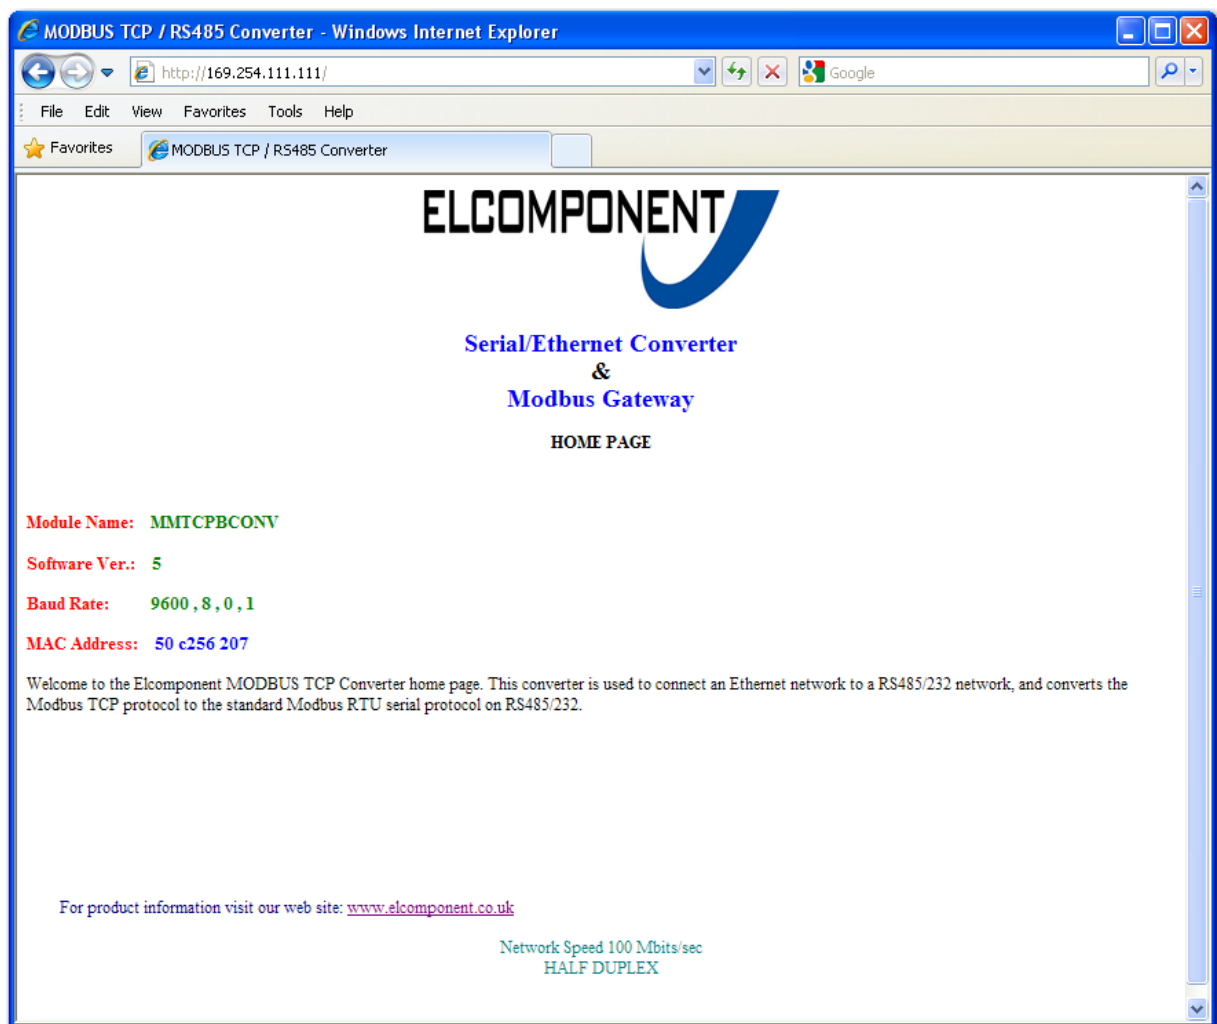 MODBUS TCP / RS485 Converter - Windows Internet Explorer
http://169.254.111.111/
Google
File Edit View Favorites Tools Help
Favorites
MODBUS TCP / RS485 Converter
ELCOMPONENT
Serial/Ethernet Converter
&
Modbus Gateway
HOME PAGE
Module Name: MMTCPBCONV
Software Ver.: 5
Baud Rate: 9600 , 8 , 0 , 1
MAC Address: 50 c256 207
Welcome to the Elcomponent MODBUS TCP Converter home page. This converter is used to connect an Ethernet network to a RS485/232 network, and converts the
Modbus TCP protocol to the standard Modbus RTU serial protocol on RS485/232.
For product information visit our web site: www.elcomponent.co.uk
Network Speed 100 Mbits/sec
HALF DUPLEX